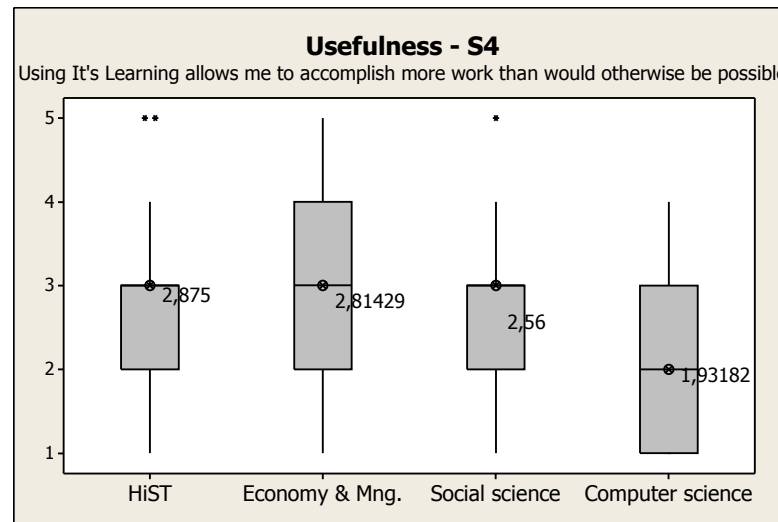 Usefulness - S4
Using It's Learning allows me to accomplish more work than would otherwise be possible
5
4
3
2
1
2,875
2,81429
2,56
1,93182
HiST
Economy & Mng.
Social science
Computer science